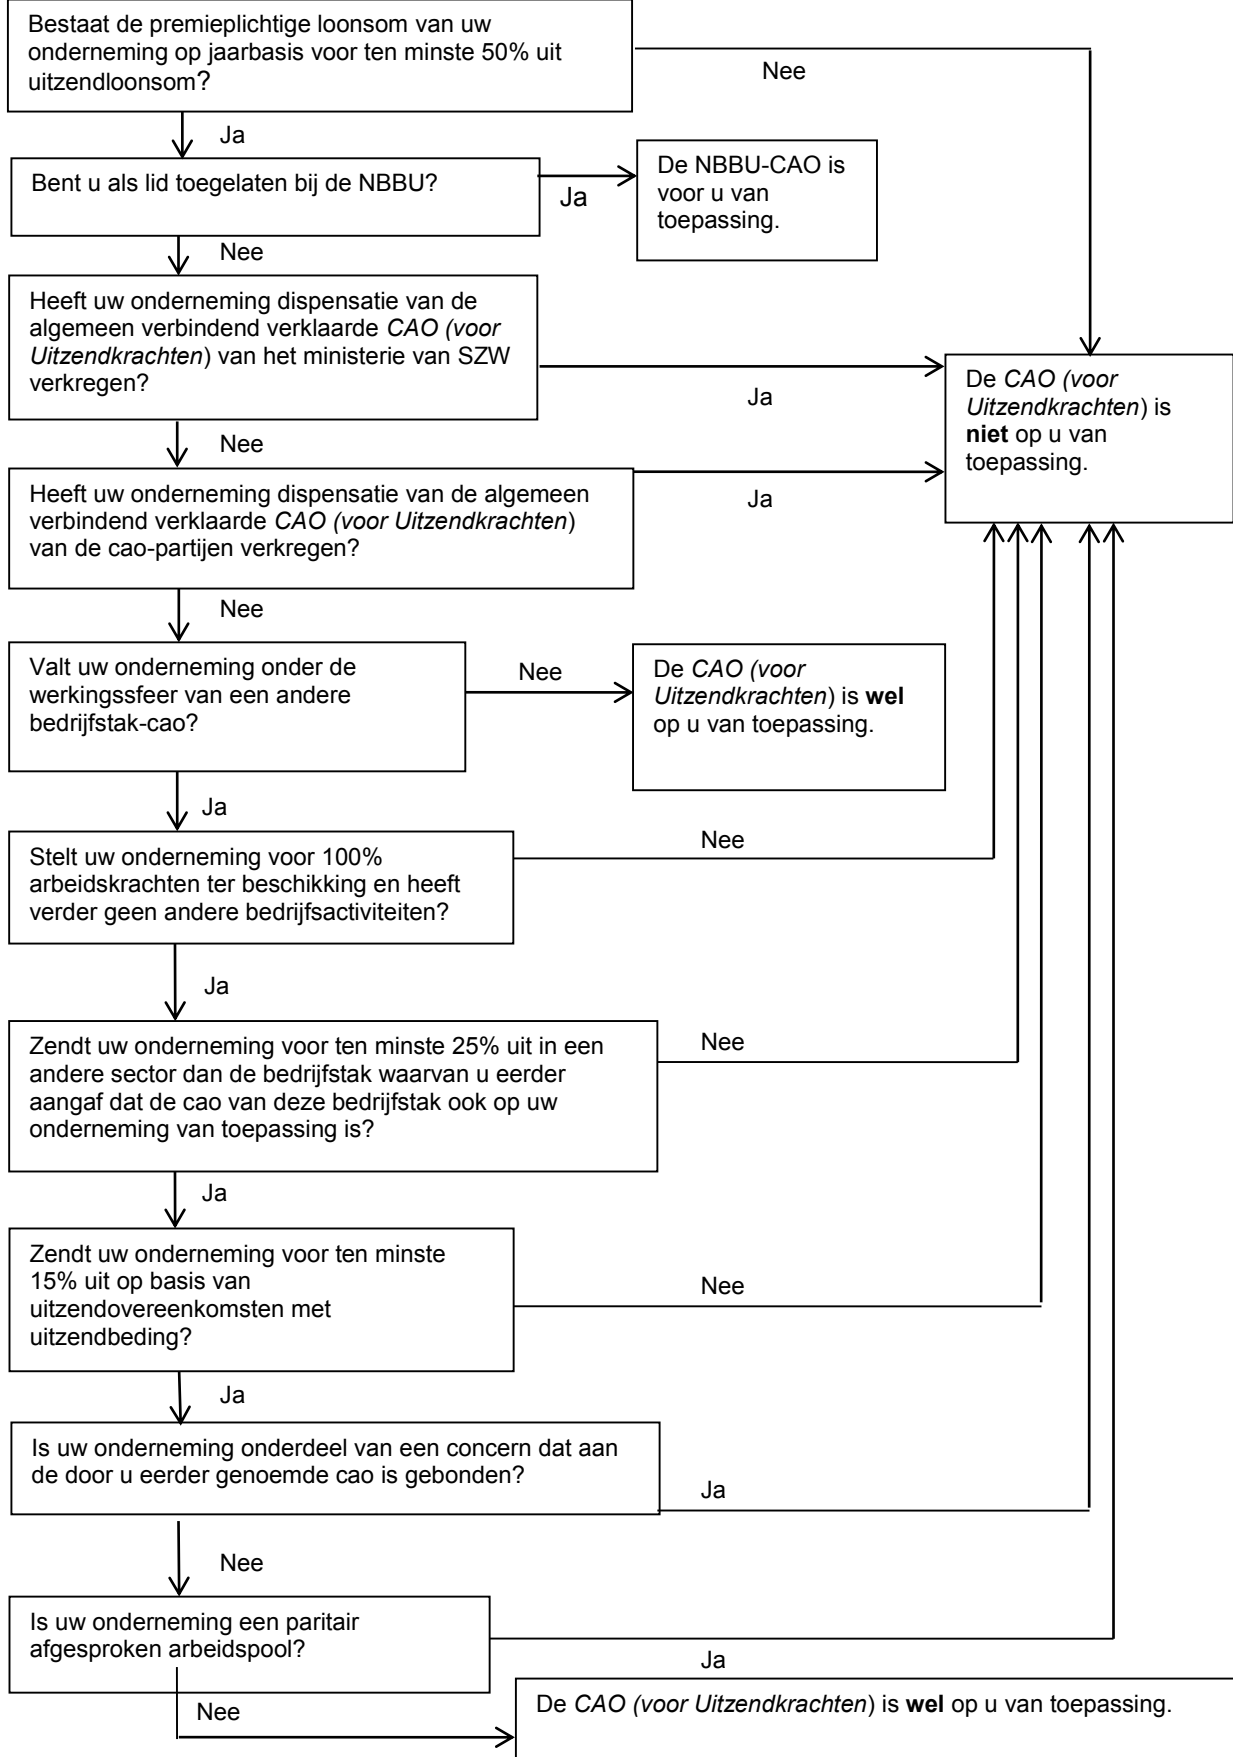 Bestaat de premieplichtige loonsom van uw
onderneming op jaarbasis voor ten minste 50% uit
uitzendloonsom?
Nee
Ja
Bent u als lid toegelaten bij de NBBU?
Ja
De NBBU-CAO is
voor u van
toepassing.
Nee
Heeft uw onderneming dispensatie van de
algemeen verbindend verklaarde CAO (voor
Uitzendkrachten) van het ministerie van SZW
verkregen?
Ja
De CAO (voor
Uitzendkrachten) is
niet op u van
toepassing.
Nee
Heeft uw onderneming dispensatie van de algemeen
verbindend verklaarde CAO (voor Uitzendkrachten)
van de cao-partijen verkregen?
Ja
Nee
Valt uw onderneming onder de
werkingssfeer van een andere
bedrijfstak-cao?
Nee
De CAO (voor
Uitzendkrachten) is wel
op u van toepassing.
Ja
Stelt uw onderneming voor 100%
arbeidskrachten ter beschikking en heeft
verder geen andere bedrijfsactiviteiten?
Nee
Ja
Zendt uw onderneming voor ten minste 25% uit in een
andere sector dan de bedrijfstak waarvan u eerder
aangaf dat de cao van deze bedrijfstak ook op uw
onderneming van toepassing is?
Nee
Ja
Zendt uw onderneming voor ten minste
15% uit op basis van
uitzendovereenkomsten met
uitzendbeding?
Nee
Ja
Is uw onderneming onderdeel van een concern dat aan
de door u eerder genoemde cao is gebonden?
Ja
Nee
Is uw onderneming een paritair
afgesproken arbeidspool?
Ja
Nee
De CAO (voor Uitzendkrachten) is wel op u van toepassing.